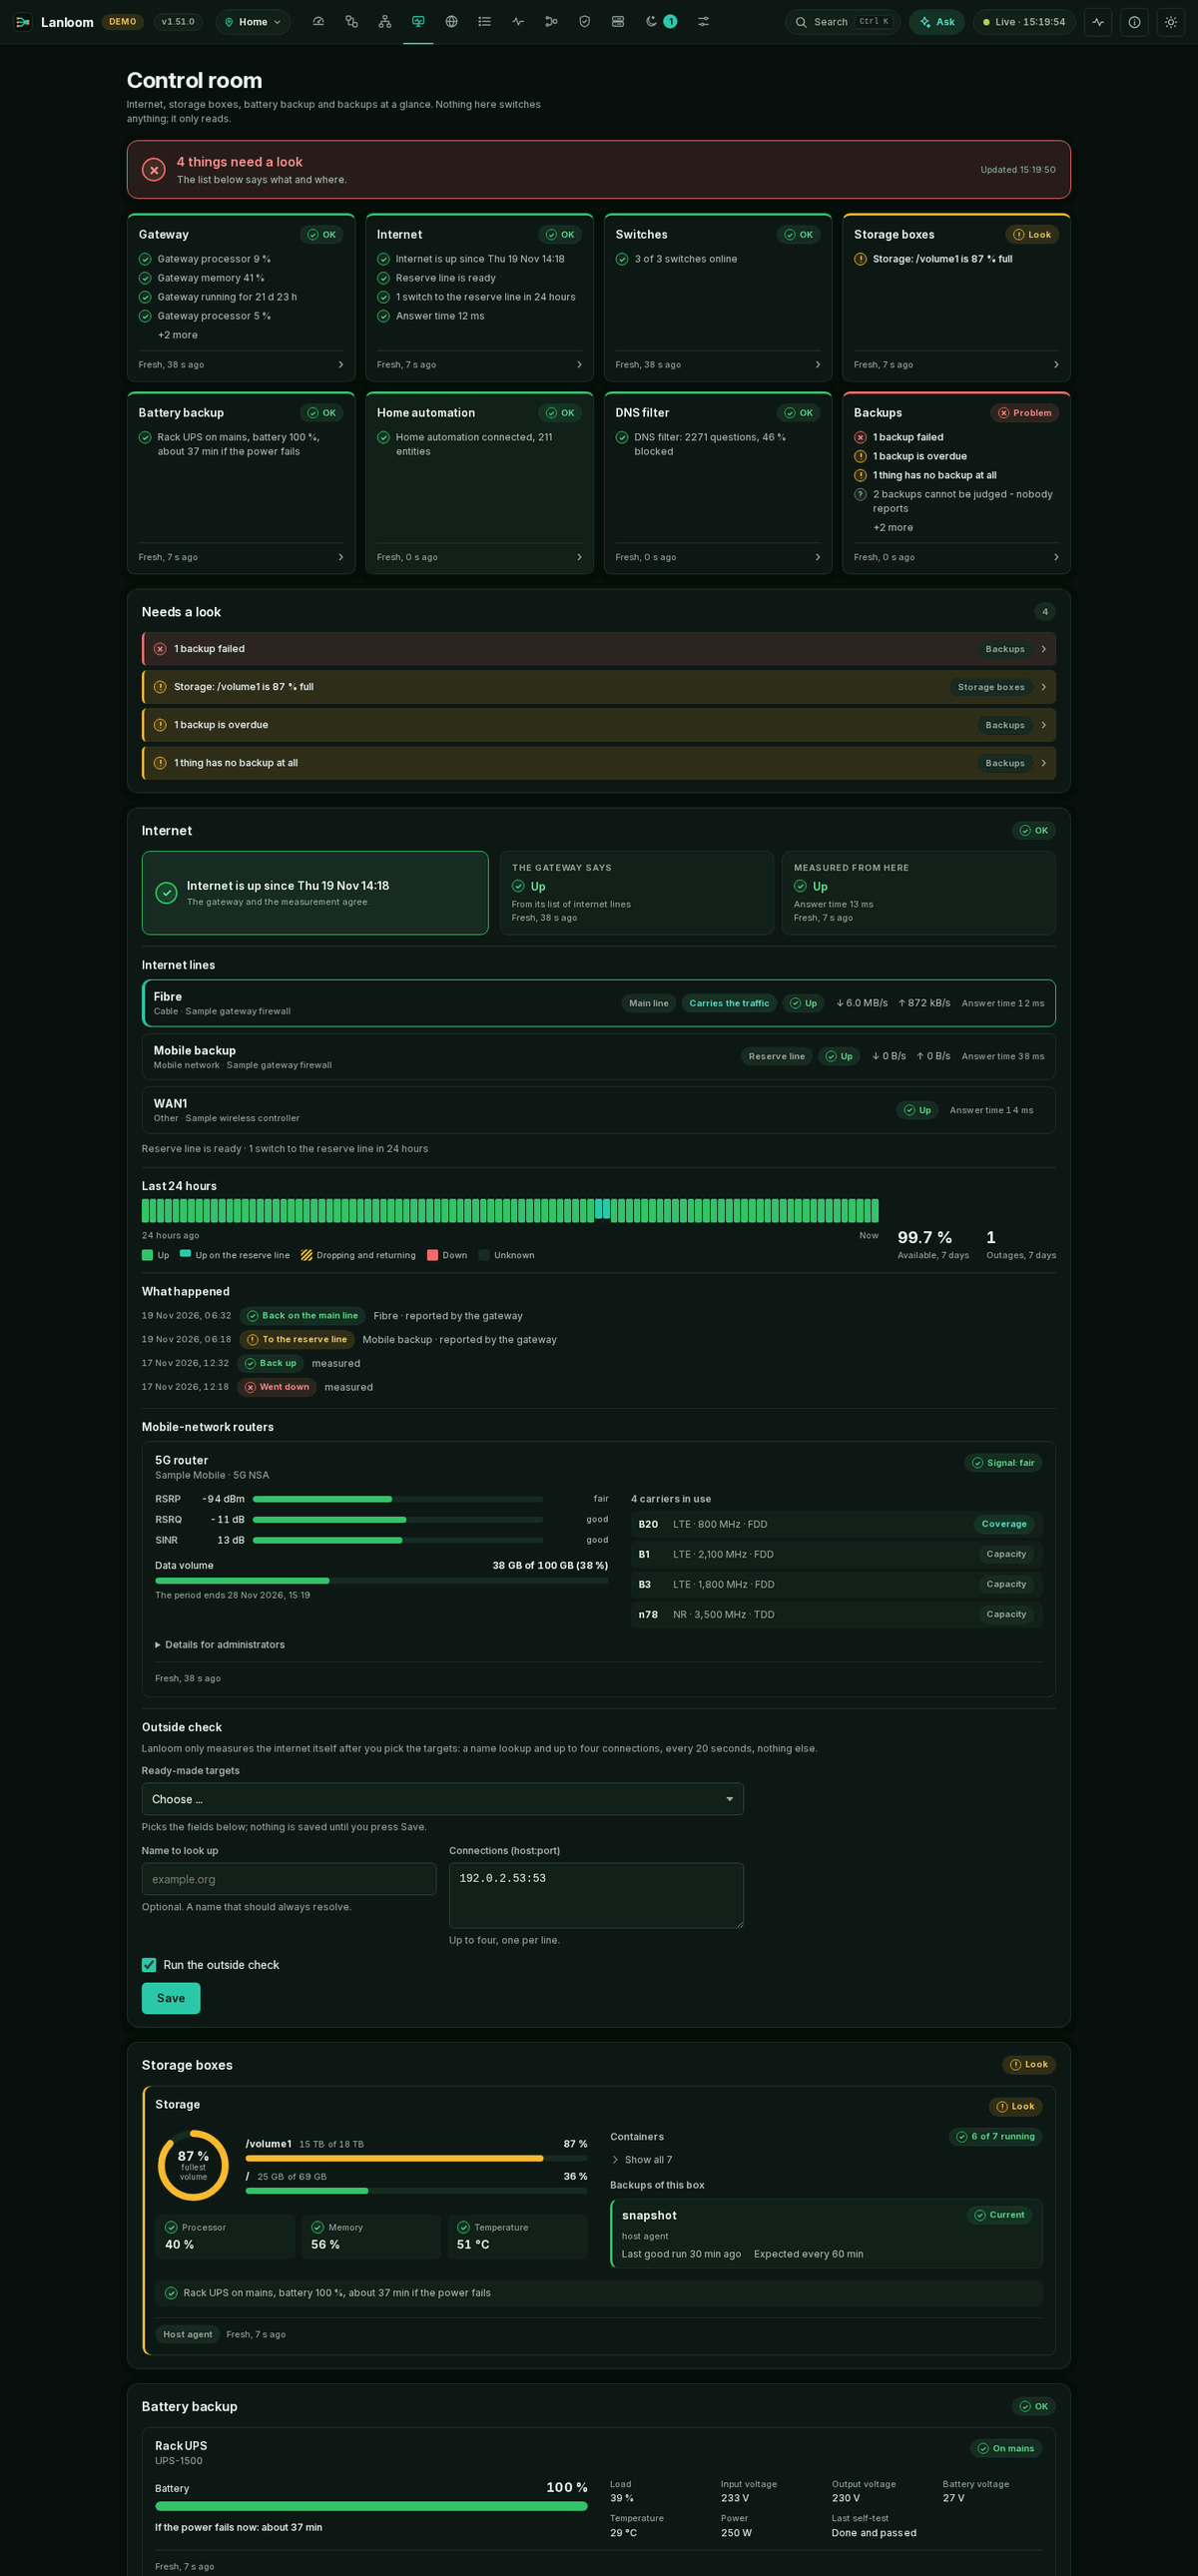 Lanloom DEMO v1.51.0 Home 1 Search Ctrl K Ask Live · 15:19:54
Control room
Internet, storage boxes, battery backup and backups at a glance. Nothing here switches
anything; it only reads.
4 things need a look
The list below says what and where.
Updated 15:19:50
Gateway OK
Gateway processor 9 %
Gateway memory 41 %
Gateway running for 21 d 23 h
Gateway processor 5 %
+2 more
Fresh, 38 s ago
Internet OK
Internet is up since Thu 19 Nov 14:18
Reserve line is ready
1 switch to the reserve line in 24 hours
Answer time 12 ms
Fresh, 7 s ago
Switches OK
3 of 3 switches online
Fresh, 38 s ago
Storage boxes Look
Storage: /volume1 is 87 % full
Fresh, 7 s ago
Battery backup OK
Rack UPS on mains, battery 100 %,
about 37 min if the power fails
Fresh, 7 s ago
Home automation OK
Home automation connected, 211
entities
Fresh, 0 s ago
DNS filter OK
DNS filter: 2271 questions, 46 %
blocked
Fresh, 0 s ago
Backups Problem
1 backup failed
1 backup is overdue
1 thing has no backup at all
2 backups cannot be judged - nobody
reports
+2 more
Fresh, 0 s ago
Needs a look 4
1 backup failed Backups
Storage: /volume1 is 87 % full Storage boxes
1 backup is overdue Backups
1 thing has no backup at all Backups
Internet OK
Internet is up since Thu 19 Nov 14:18
The gateway and the measurement agree.
THE GATEWAY SAYS
Up
From its list of internet lines
Fresh, 38 s ago
MEASURED FROM HERE
Up
Answer time 13 ms
Fresh, 7 s ago
Internet lines
Fibre
Cable · Sample gateway firewall
Main line Carries the traffic Up ↓ 6.0 MB/s ↑ 872 kB/s Answer time 12 ms
Mobile backup
Mobile network · Sample gateway firewall
Reserve line Up ↓ 0 B/s ↑ 0 B/s Answer time 38 ms
WAN1
Other · Sample wireless controller
Up Answer time 14 ms
Reserve line is ready · 1 switch to the reserve line in 24 hours
Last 24 hours
24 hours ago Now
Up Up on the reserve line Dropping and returning Down Unknown
99.7 % 1
Available, 7 days Outages, 7 days
What happened
19 Nov 2026, 06:32 Back on the main line Fibre · reported by the gateway
19 Nov 2026, 06:18 To the reserve line Mobile backup · reported by the gateway
17 Nov 2026, 12:32 Back up measured
17 Nov 2026, 12:18 Went down measured
Mobile-network routers
5G router
Sample Mobile · 5G NSA
Signal: fair
RSRP -94 dBm fair
RSRQ -11 dB good
SINR 13 dB good
Data volume 38 GB of 100 GB (38 %)
The period ends 28 Nov 2026, 15:19
4 carriers in use
B20 LTE · 800 MHz · FDD Coverage
B1 LTE · 2,100 MHz · FDD Capacity
B3 LTE · 1,800 MHz · FDD Capacity
n78 NR · 3,500 MHz · TDD Capacity
Details for administrators
Fresh, 38 s ago
Outside check
Lanloom only measures the internet itself after you pick the targets: a name lookup and up to four connections, every 20 seconds, nothing else.
Ready-made targets
Choose ...
Picks the fields below; nothing is saved until you press Save.
Name to look up
example.org
Optional. A name that should always resolve.
Connections (host:port)
192.0.2.53:53
Up to four, one per line.
Run the outside check
Save
Storage boxes Look
Storage Look
87 %
fullest
volume
/volume1 15 TB of 18 TB 87 %
/ 25 GB of 69 GB 36 %
Processor
40 %
Memory
56 %
Temperature
51 °C
Containers 6 of 7 running
Show all 7
Backups of this box
snapshot Current
host agent
Last good run 30 min ago Expected every 60 min
Rack UPS on mains, battery 100 %, about 37 min if the power fails
Host agent Fresh, 7 s ago
Battery backup OK
Rack UPS
UPS-1500
On mains
Battery 100 %
If the power fails now: about 37 min
Load Input voltage Output voltage Battery voltage
39 % 233 V 230 V 27 V
Temperature Power Last self-test
29 °C 250 W Done and passed
Fresh, 7 s ago